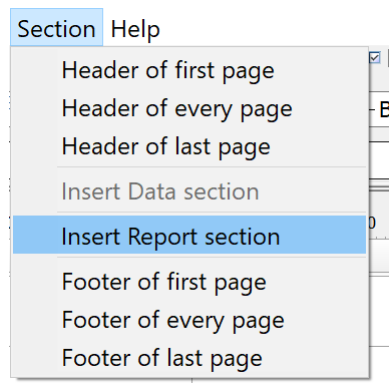 Section Help
Header of first page
Header of every page
Header of last page
Insert Data section
Insert Report section
Footer of first page
Footer of every page
Footer of last page